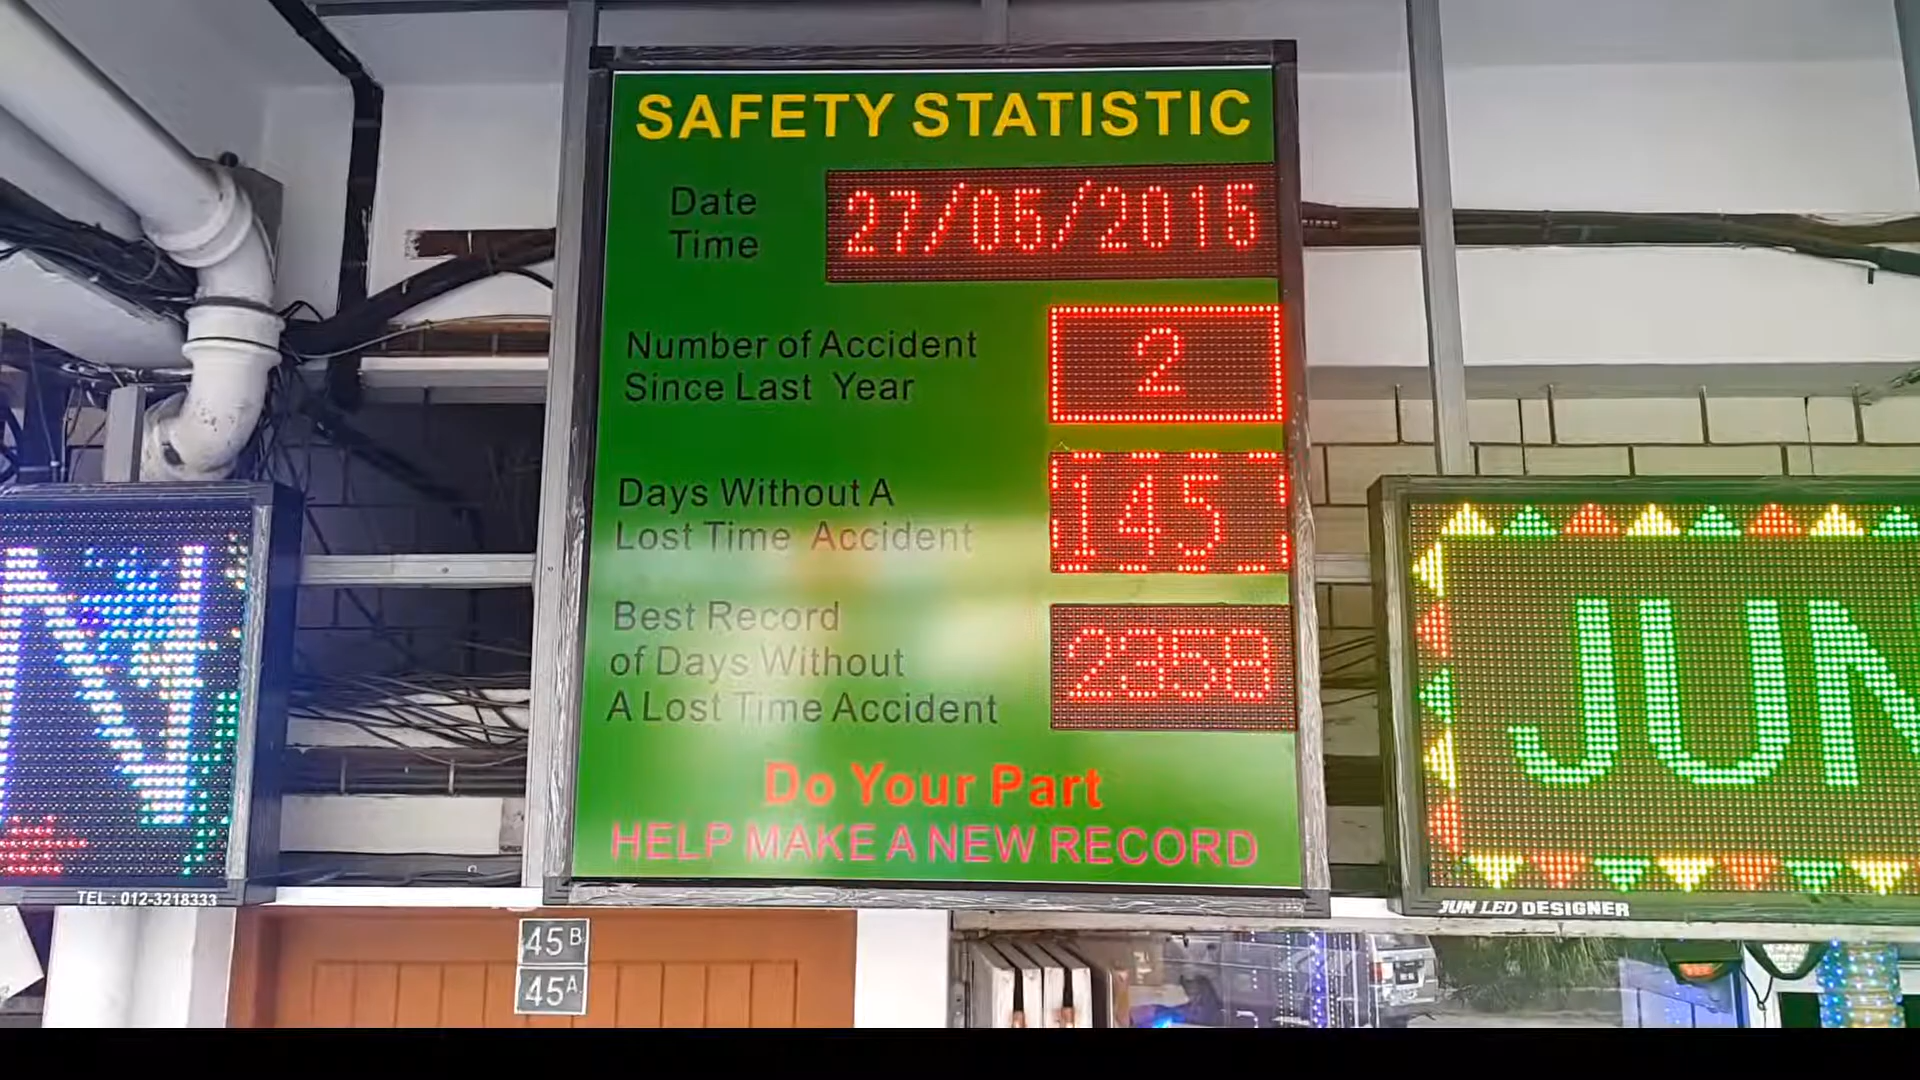 SAFETY STATISTIC
Date
Time
27/05/2015
Number of Accident
Since Last Year
2
Days Without A
Lost Time Accident
145
Best Record
of Days Without
A Lost Time Accident
2358
Do Your Part
HELP MAKE A NEW RECORD
N
TEL : 012-3218333
JUN
JUN LED DESIGNER
45B
45A